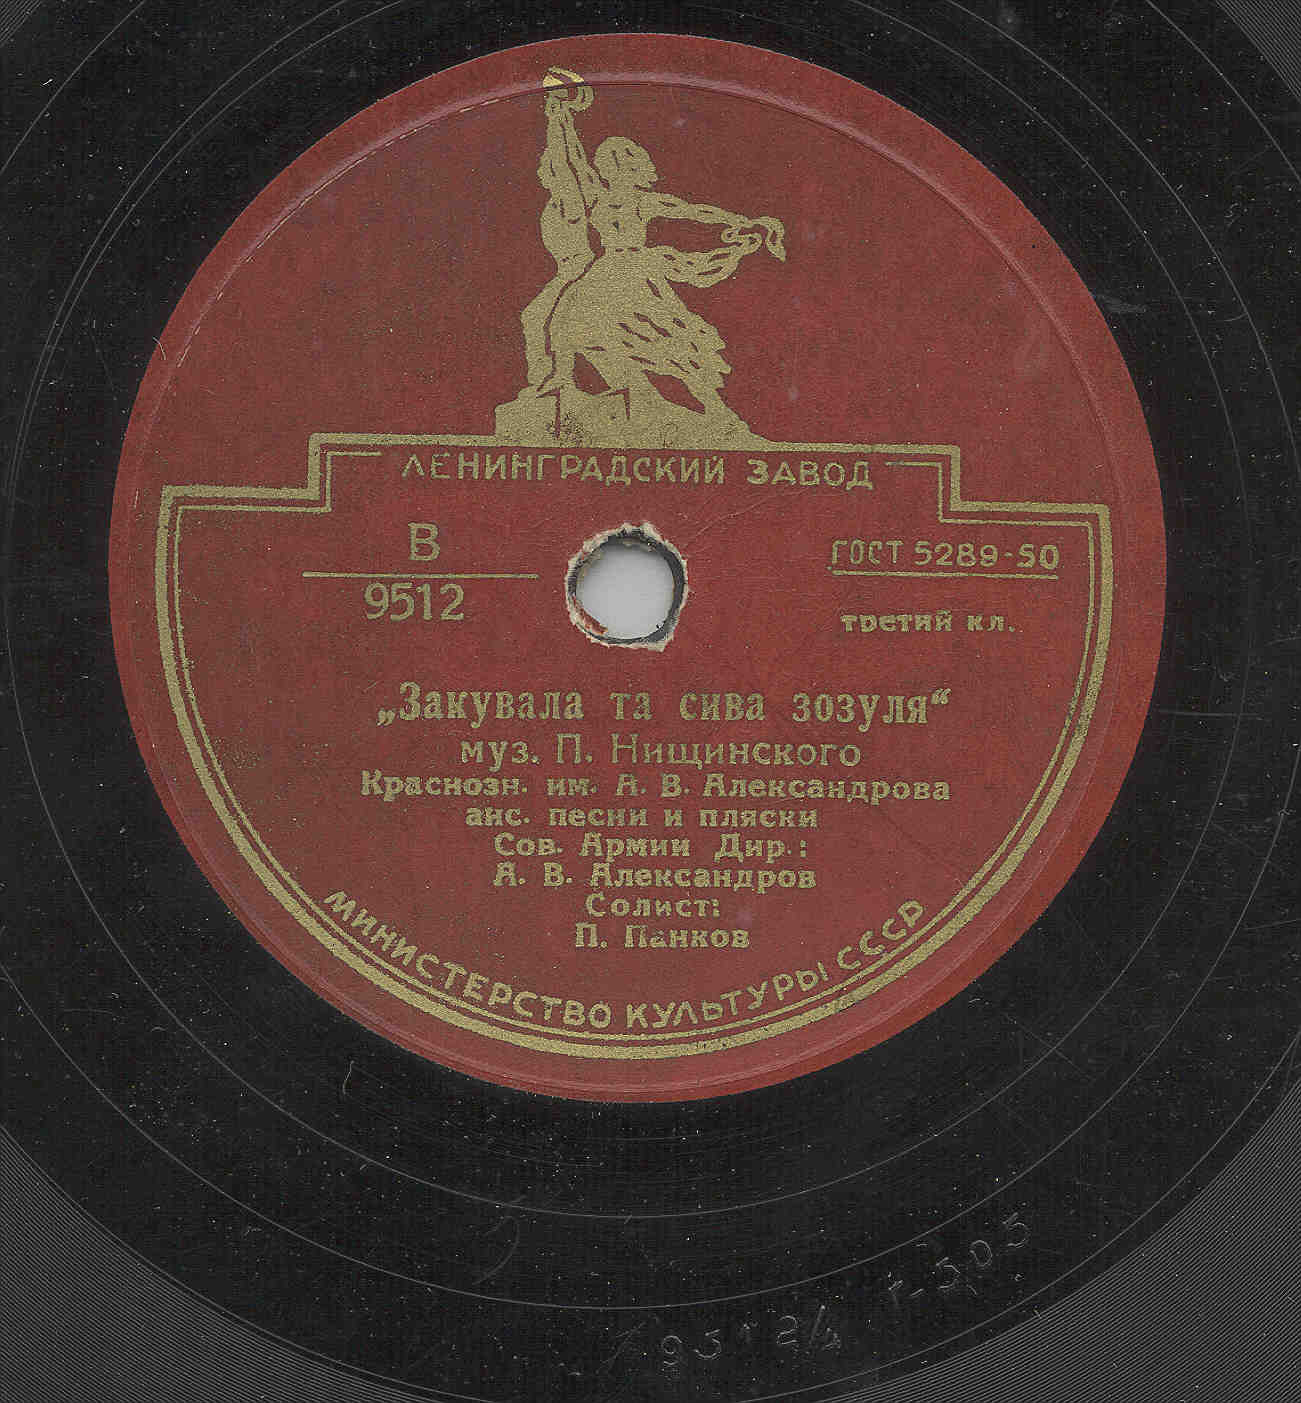 ЛЕНИНГРАДСКИЙ ЗАВОД
В
9512
ГОСТ 5289-50
третий кл.
„Закувала та сива зозуля“
муз. П. Нищинского
Краснозн. им. А. В. Александрова
анс. песни и пляски
Сов. Армии Дир.:
А. В. Александров
Солист:
П. Панков
МИНИСТЕРСТВО КУЛЬТУРЫ СССР